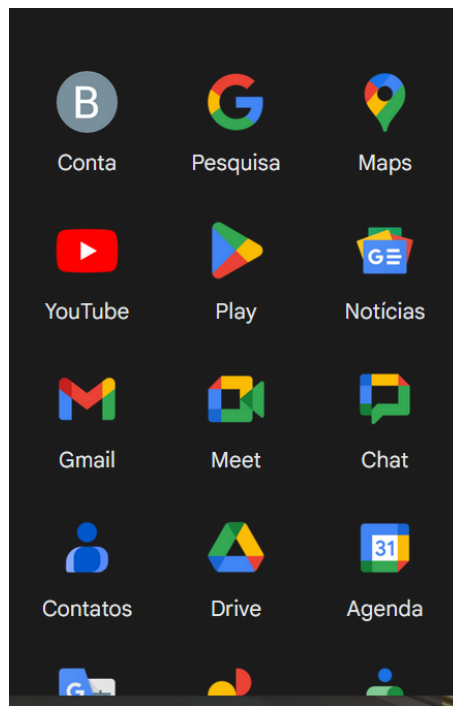 B
Conta Pesquisa Maps
YouTube Play Notícias
G
Gmail Meet Chat
31
Contatos Drive Agenda
G